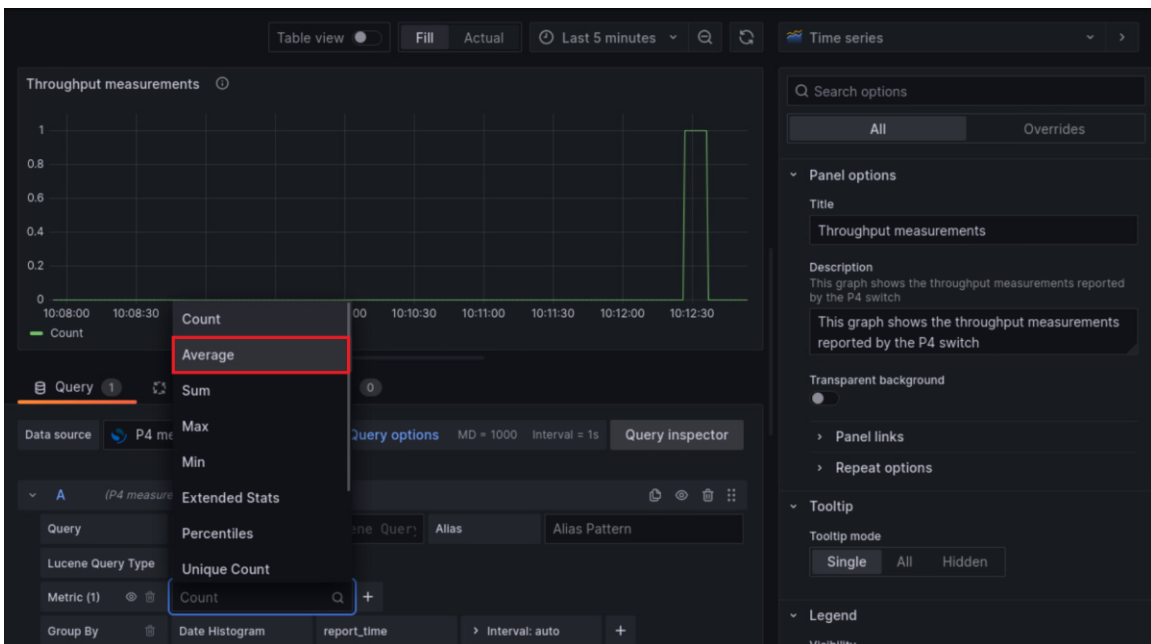 Table view
Fill
Actual
Last 5 minutes
Time series
Throughput measurements
1
0.8
0.6
0.4
0.2
0
10:08:00
10:08:30
00
10:10:30
10:11:00
10:11:30
10:12:00
10:12:30
Count
Count
Average
Sum
Max
Min
Extended Stats
Percentiles
Unique Count
Query 1
0
Data source
P4 me
Query options
MD = 1000
Interval = 1s
Query inspector
A
(P4 measure
Query
ene Query
Alias
Alias Pattern
Lucene Query Type
Metric (1)
Count
+
Group By
Date Histogram
report_time
Interval: auto
+
Search options
All
Overrides
Panel options
Title
Throughput measurements
Description
This graph shows the throughput measurements reported
by the P4 switch
This graph shows the throughput measurements
reported by the P4 switch
Transparent background
Panel links
Repeat options
Tooltip
Tooltip mode
Single
All
Hidden
Legend